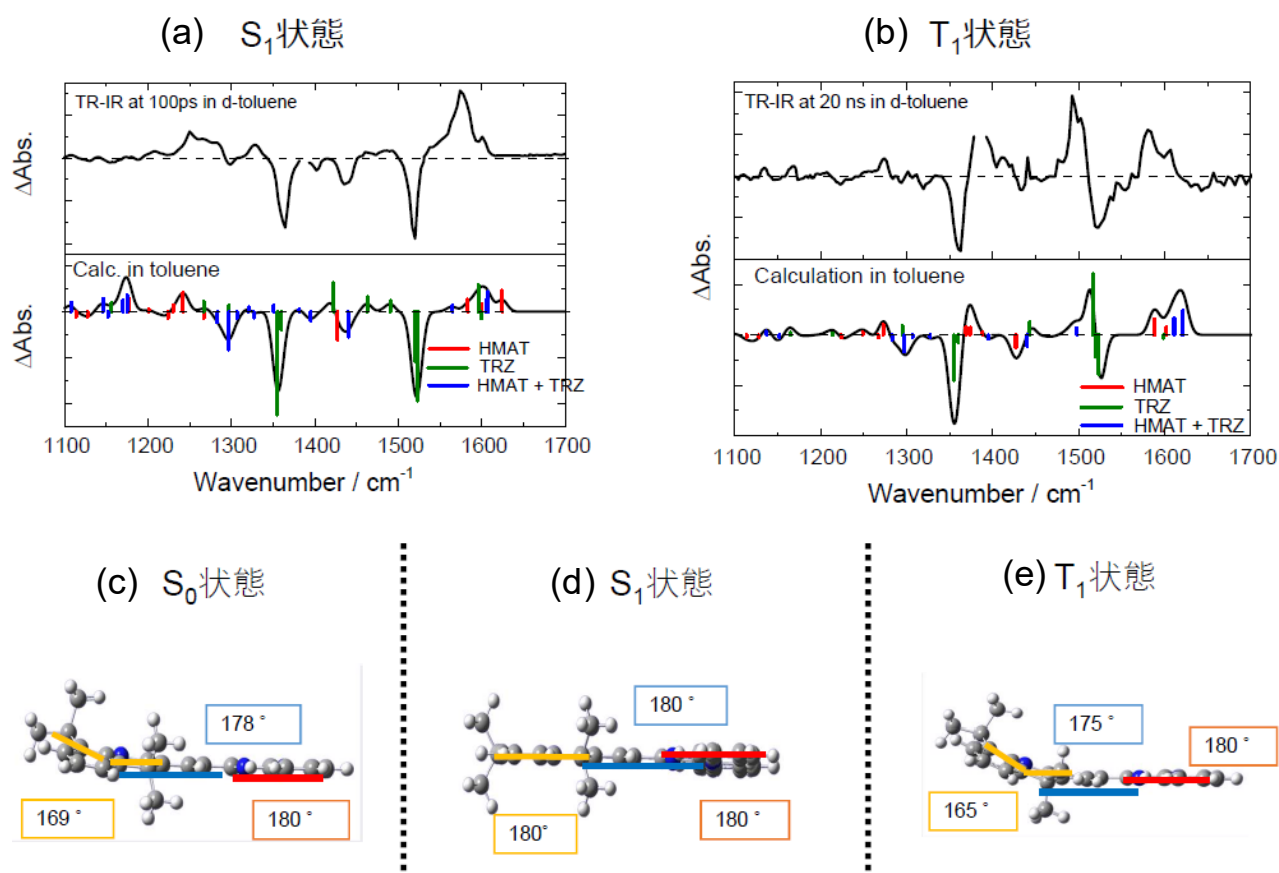 (a) S1状態
(b) T1状態
TR-IR at 100ps in d-toluene
ΔAbs.
Calc. in toluene
ΔAbs.
HMAT
TRZ
HMAT + TRZ
1100 1200 1300 1400 1500 1600 1700
Wavenumber / cm-1
TR-IR at 20 ns in d-toluene
ΔAbs.
Calculation in toluene
HMAT
TRZ
HMAT + TRZ
1100 1200 1300 1400 1500 1600 1700
Wavenumber / cm-1
(c) S0状態
(d) S1状態
(e) T1状態
178 °
169 °
180 °
180 °
180°
180 °
175 °
180 °
165 °